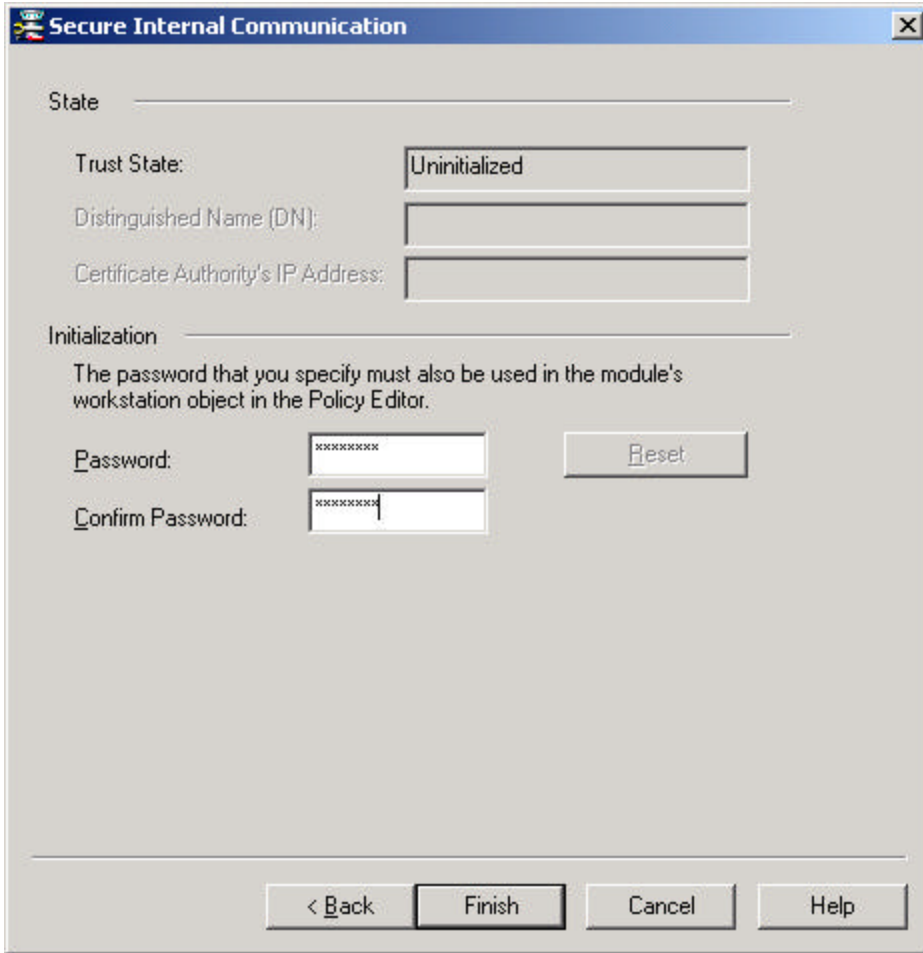 Secure Internal Communication
State
Trust State:
Uninitialized
Distinguished Name (DN):
Certificate Authority's IP Address:
Initialization
The password that you specify must also be used in the module's
workstation object in the Policy Editor.
Password:
xxxxxxxx
Reset
Confirm Password:
xxxxxxxx
< Back
Finish
Cancel
Help